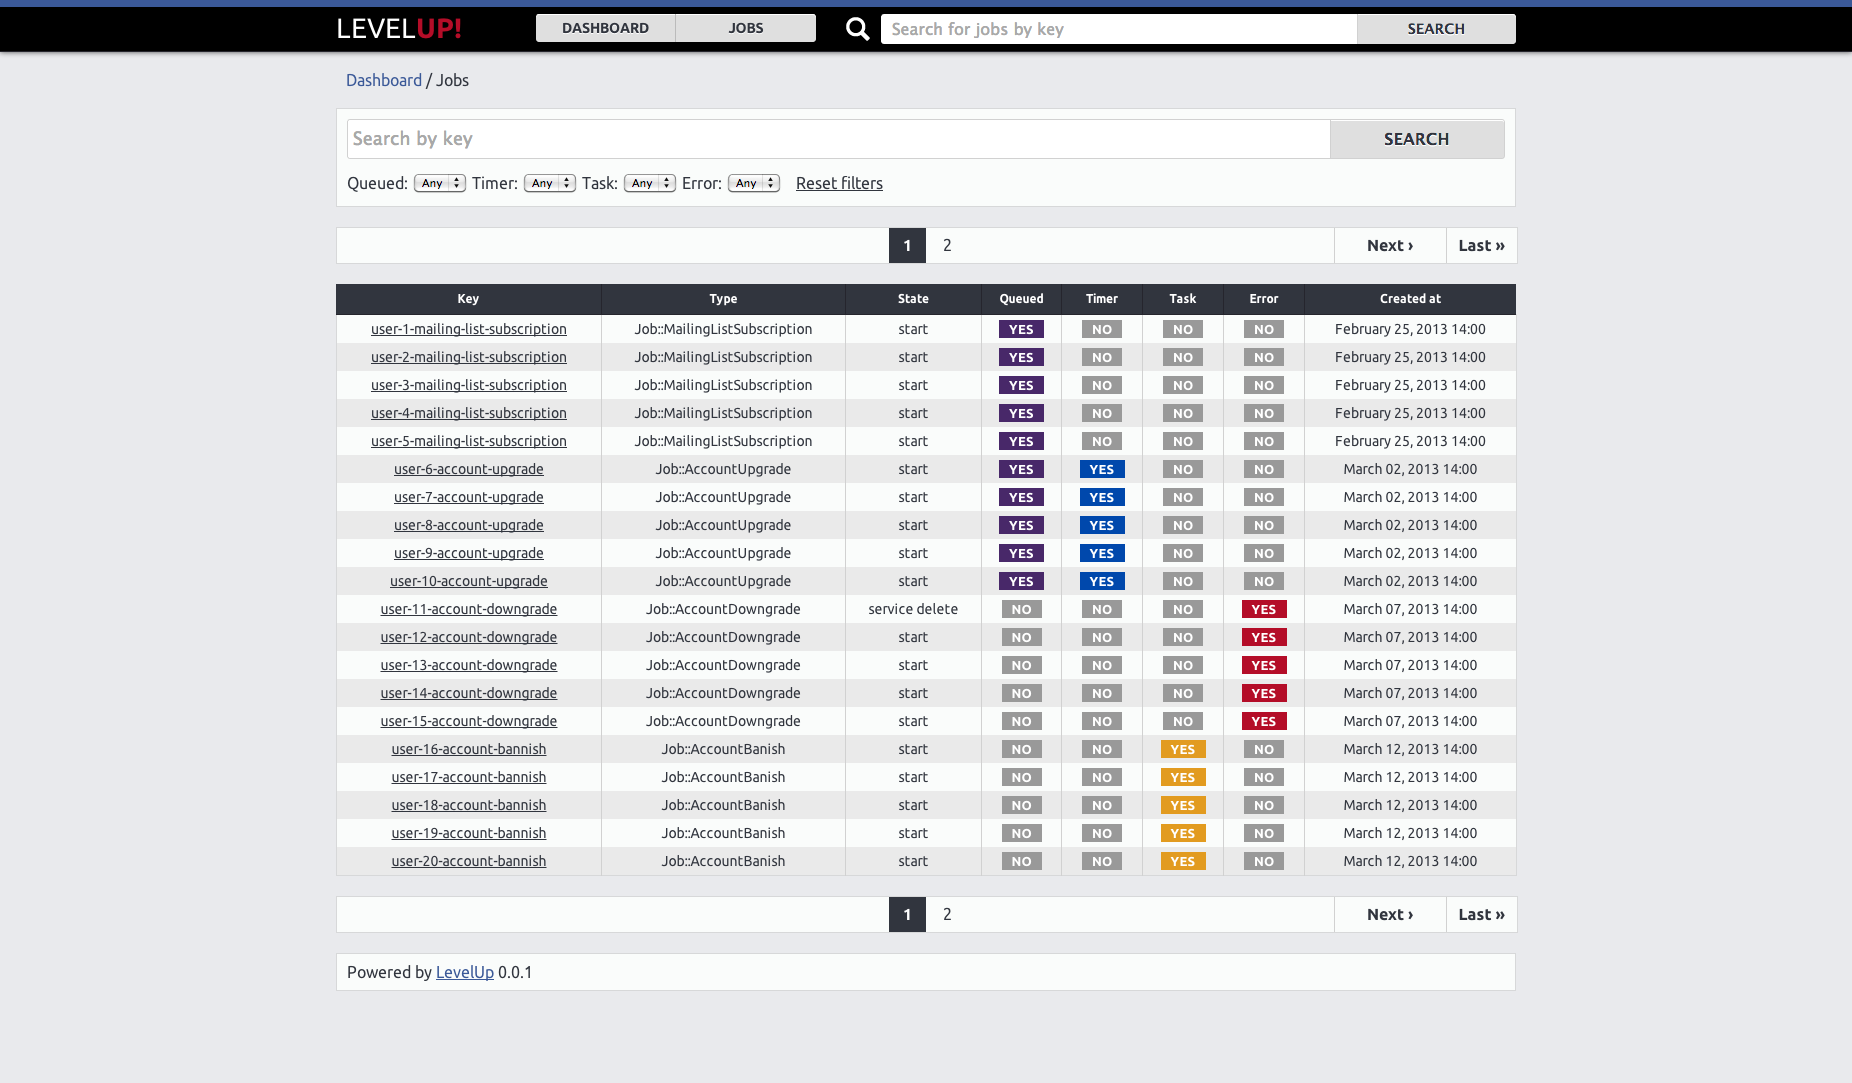 LEVELUP! DASHBOARD JOBS Search for jobs by key SEARCH
Dashboard / Jobs
Search by key SEARCH
Queued: Any Timer: Any Task: Any Error: Any Reset filters
1 2 Next › Last »
Key Type State Queued Timer Task Error Created at
user-1-mailing-list-subscription Job::MailingListSubscription start YES NO NO NO February 25, 2013 14:00
user-2-mailing-list-subscription Job::MailingListSubscription start YES NO NO NO February 25, 2013 14:00
user-3-mailing-list-subscription Job::MailingListSubscription start YES NO NO NO February 25, 2013 14:00
user-4-mailing-list-subscription Job::MailingListSubscription start YES NO NO NO February 25, 2013 14:00
user-5-mailing-list-subscription Job::MailingListSubscription start YES NO NO NO February 25, 2013 14:00
user-6-account-upgrade Job::AccountUpgrade start YES YES NO NO March 02, 2013 14:00
user-7-account-upgrade Job::AccountUpgrade start YES YES NO NO March 02, 2013 14:00
user-8-account-upgrade Job::AccountUpgrade start YES YES NO NO March 02, 2013 14:00
user-9-account-upgrade Job::AccountUpgrade start YES YES NO NO March 02, 2013 14:00
user-10-account-upgrade Job::AccountUpgrade start YES YES NO NO March 02, 2013 14:00
user-11-account-downgrade Job::AccountDowngrade service delete NO NO NO YES March 07, 2013 14:00
user-12-account-downgrade Job::AccountDowngrade start NO NO NO YES March 07, 2013 14:00
user-13-account-downgrade Job::AccountDowngrade start NO NO NO YES March 07, 2013 14:00
user-14-account-downgrade Job::AccountDowngrade start NO NO NO YES March 07, 2013 14:00
user-15-account-downgrade Job::AccountDowngrade start NO NO NO YES March 07, 2013 14:00
user-16-account-bannish Job::AccountBanish start NO NO YES NO March 12, 2013 14:00
user-17-account-bannish Job::AccountBanish start NO NO YES NO March 12, 2013 14:00
user-18-account-bannish Job::AccountBanish start NO NO YES NO March 12, 2013 14:00
user-19-account-bannish Job::AccountBanish start NO NO YES NO March 12, 2013 14:00
user-20-account-bannish Job::AccountBanish start NO NO YES NO March 12, 2013 14:00
1 2 Next › Last »
Powered by LevelUp 0.0.1